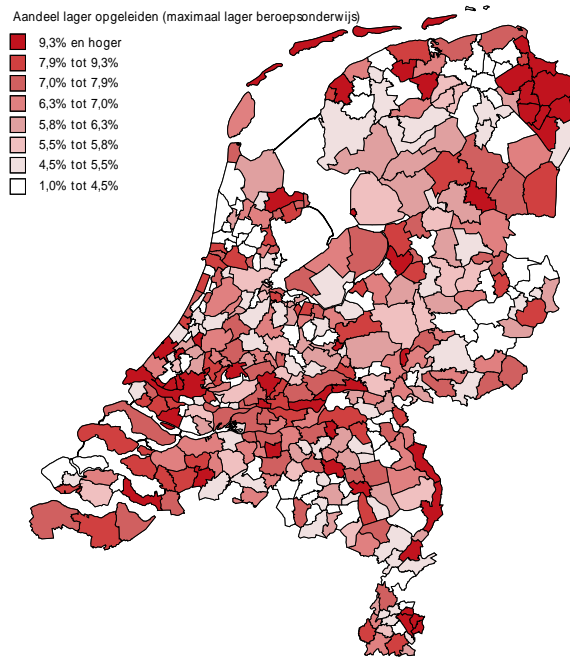 Aandeel lager opgeleiden (maximaal lager beroepsonderwijs)
9,3% en hoger
7,9% tot 9,3%
7,0% tot 7,9%
6,3% tot 7,0%
5,8% tot 6,3%
5,5% tot 5,8%
4,5% tot 5,5%
1,0% tot 4,5%